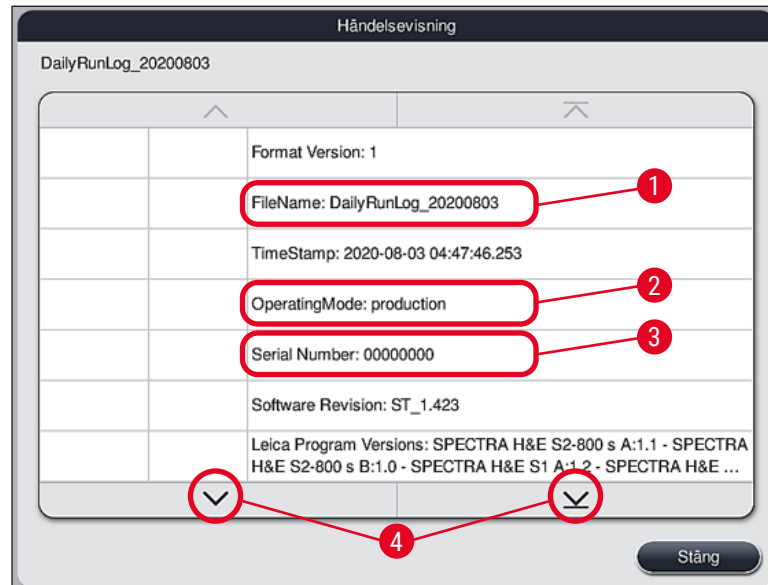 Händelsevisning
DailyRunLog_20200803
Format Version: 1
FileName: DailyRunLog_20200803
1
TimeStamp: 2020-08-03 04:47:46.253
OperatingMode: production
2
Serial Number: 00000000
3
Software Revision: ST_1.423
Leica Program Versions: SPECTRA H&E S2-800 s A:1.1 - SPECTRA
H&E S2-800 s B:1.0 - SPECTRA H&E S1 A:1.2 - SPECTRA H&E ...
4
Stäng